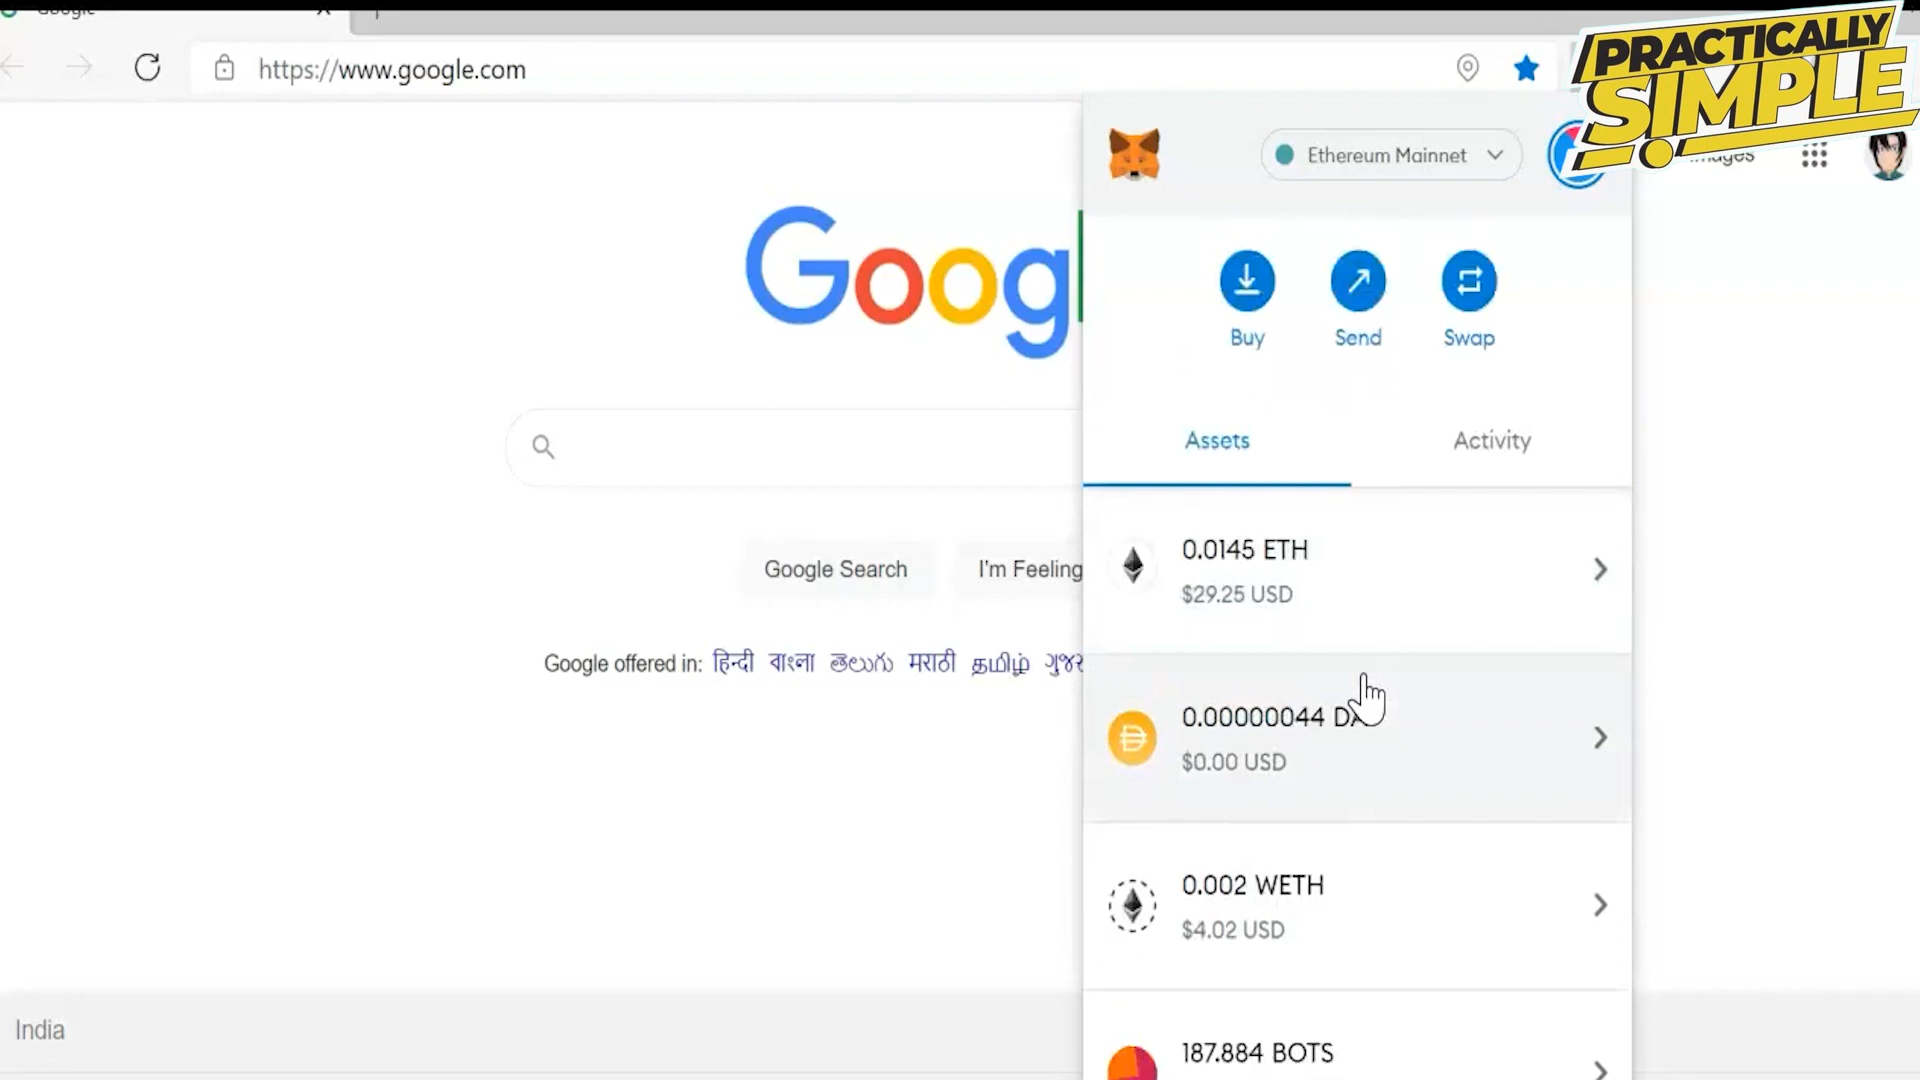 https://www.google.com
PRACTICALLY
SIMPLE
Ethereum Mainnet
Buy
Send
Swap
Assets
Activity
0.0145 ETH
$29.25 USD
Google Search
I'm Feeling
Google offered in: हिन्दी বাংলা తెలుగు मराठी தமிழ்
0.00000044
$0.00 USD
0.002 WETH
$4.02 USD
India
187.884 BOTS